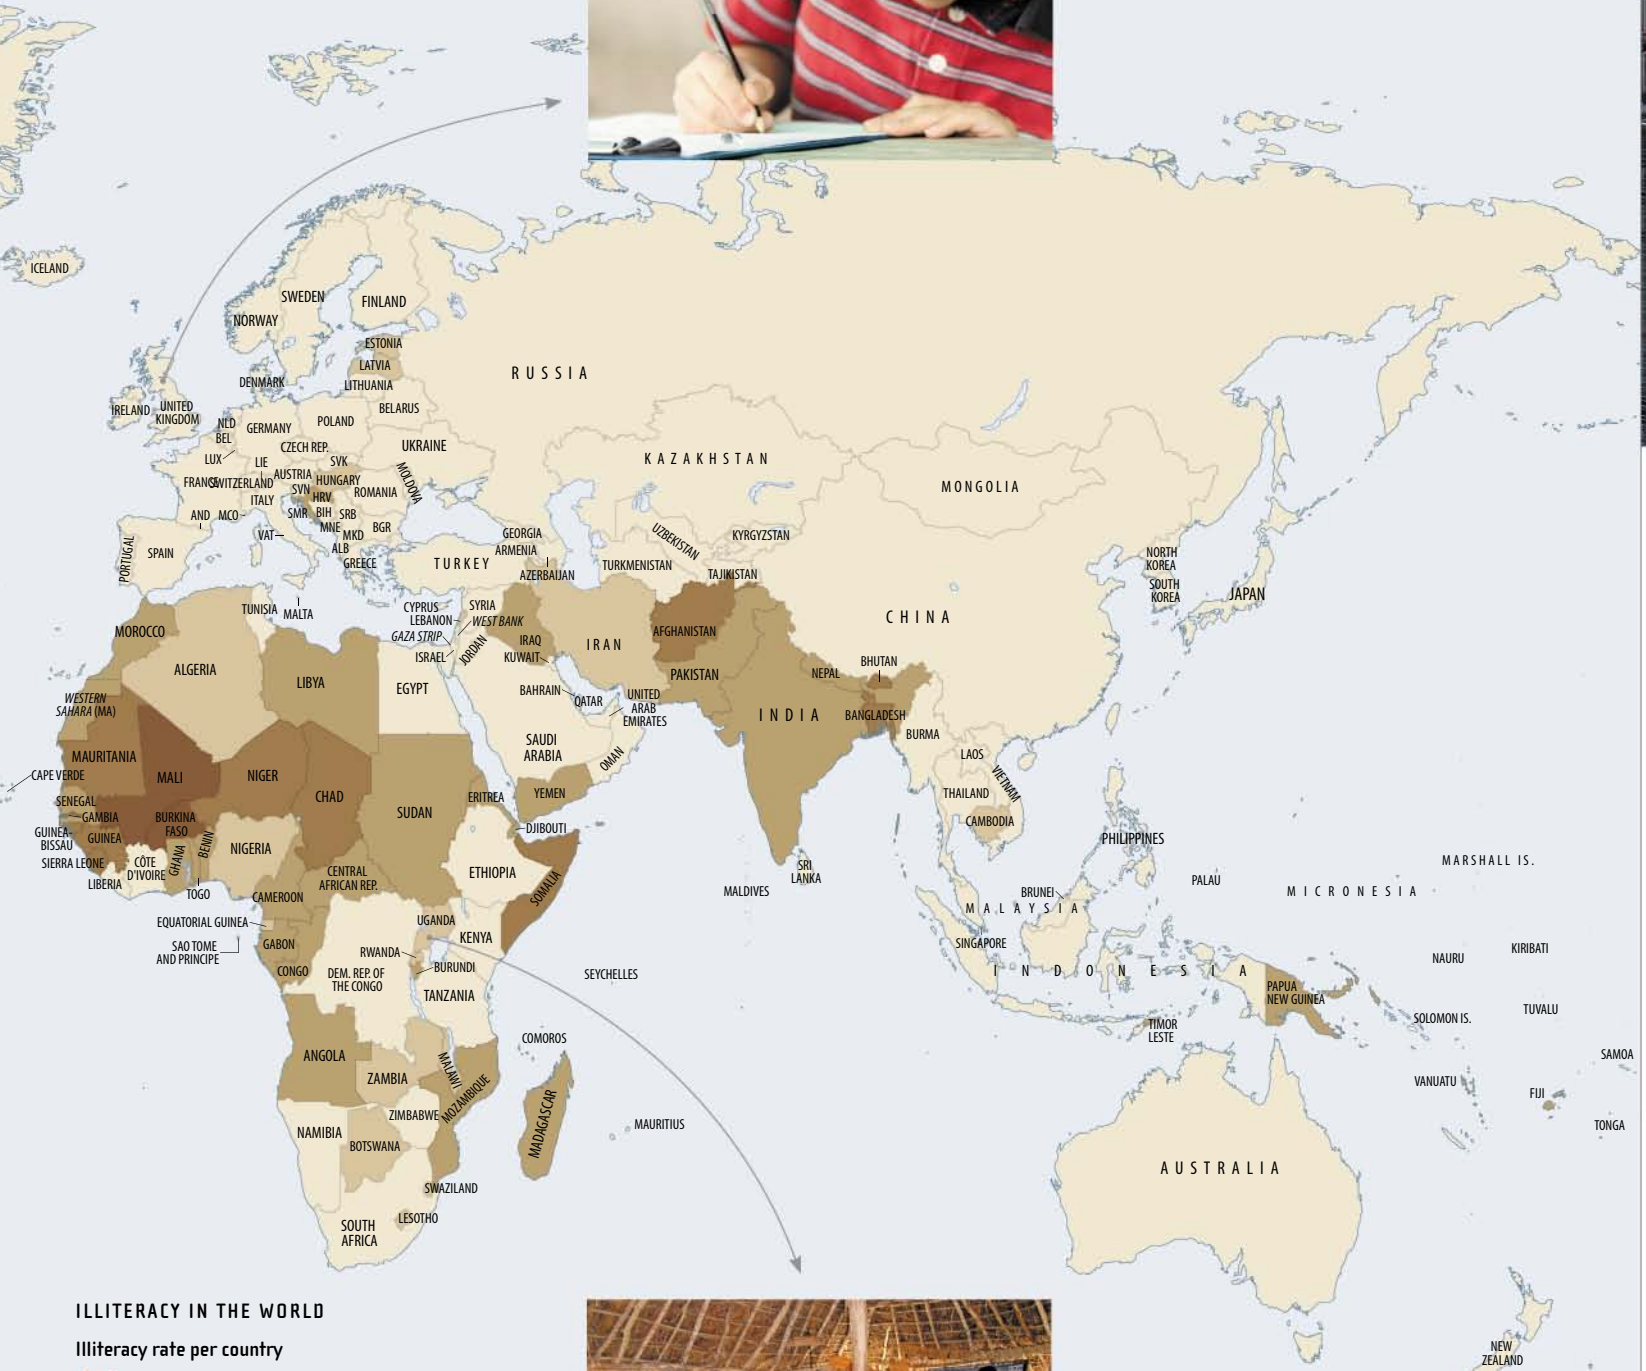 ICELAND
SWEDEN
FINLAND
NORWAY
ESTONIA
LATVIA
LITHUANIA
DENMARK
RUSSIA
IRELAND
UNITED
KINGDOM
NLD
BEL
GERMANY
POLAND
BELARUS
LUX
LIE
CZECH REP.
SVK
UKRAINE
FRANCE
SWITZERLAND
AUSTRIA
HUNGARY
MOLDOVA
SVN
HRV
ROMANIA
ITALY
AND
MCO
SMR
BIH
SRB
MNE
MKD
BGR
VAT
ALB
GREECE
PORTUGAL
SPAIN
KAZAKHSTAN
MONGOLIA
GEORGIA
ARMENIA
AZERBAIJAN
TURKEY
UZBEKISTAN
KYRGYZSTAN
TURKMENISTAN
TAJIKISTAN
NORTH
KOREA
SOUTH
KOREA
JAPAN
CHINA
TUNISIA
MALTA
CYPRUS
LEBANON
SYRIA
WEST BANK
GAZA STRIP
ISRAEL
JORDAN
IRAQ
KUWAIT
IRAN
AFGHANISTAN
PAKISTAN
NEPAL
BHUTAN
MOROCCO
ALGERIA
LIBYA
EGYPT
BAHRAIN
QATAR
UNITED
ARAB
EMIRATES
INDIA
BANGLADESH
BURMA
WESTERN
SAHARA (MA)
SAUDI
ARABIA
OMAN
LAOS
VIETNAM
THAILAND
CAMBODIA
MAURITANIA
MALI
NIGER
CHAD
SUDAN
ERITREA
YEMEN
CAPE VERDE
SENEGAL
GAMBIA
GUINEA-
BISSAU
GUINEA
BURKINA
FASO
BENIN
NIGERIA
DJIBOUTI
SIERRA LEONE
CÔTE
D'IVOIRE
GHANA
LIBERIA
TOGO
CAMEROON
CENTRAL
AFRICAN REP.
ETHIOPIA
SOMALIA
SRI
LANKA
MALDIVES
PHILIPPINES
PALAU
MARSHALL IS.
MICRONESIA
BRUNEI
MALAYSIA
SINGAPORE
INDONESIA
EQUATORIAL GUINEA
SAO TOME
AND PRINCIPE
GABON
CONGO
DEM. REP. OF
THE CONGO
UGANDA
KENYA
RWANDA
BURUNDI
TANZANIA
SEYCHELLES
NAURU
KIRIBATI
PAPUA
NEW GUINEA
SOLOMON IS.
TUVALU
TIMOR
LESTE
COMOROS
ANGOLA
ZAMBIA
MALAWI
MOZAMBIQUE
ZIMBABWE
NAMIBIA
BOTSWANA
MADAGASCAR
MAURITIUS
SAMOA
VANUATU
FIJI
TONGA
AUSTRALIA
SWAZILAND
LESOTHO
SOUTH
AFRICA
NEW
ZEALAND
ILLITERACY IN THE WORLD
Illiteracy rate per country